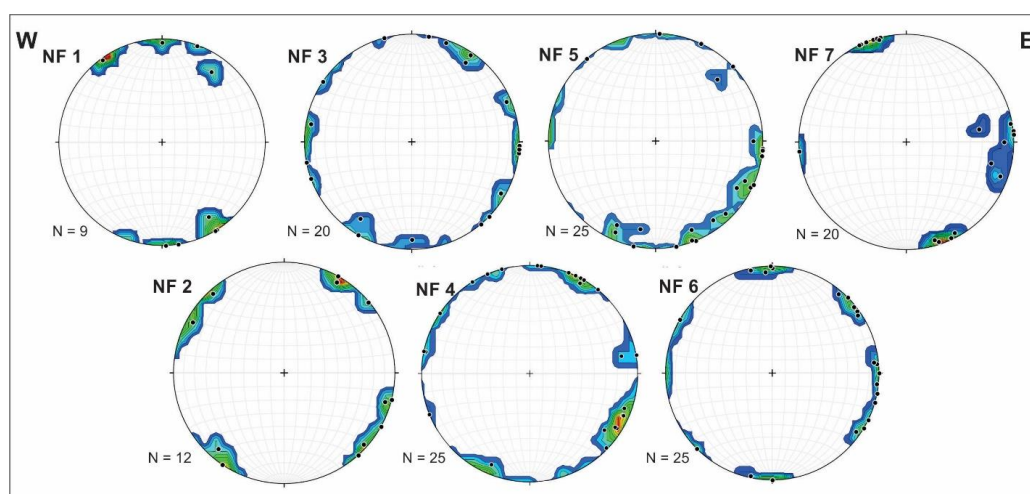 W
E
NF 1
NF 3
NF 5
NF 7
N = 9
N = 20
N = 25
N = 20
NF 2
NF 4
NF 6
N = 12
N = 25
N = 25